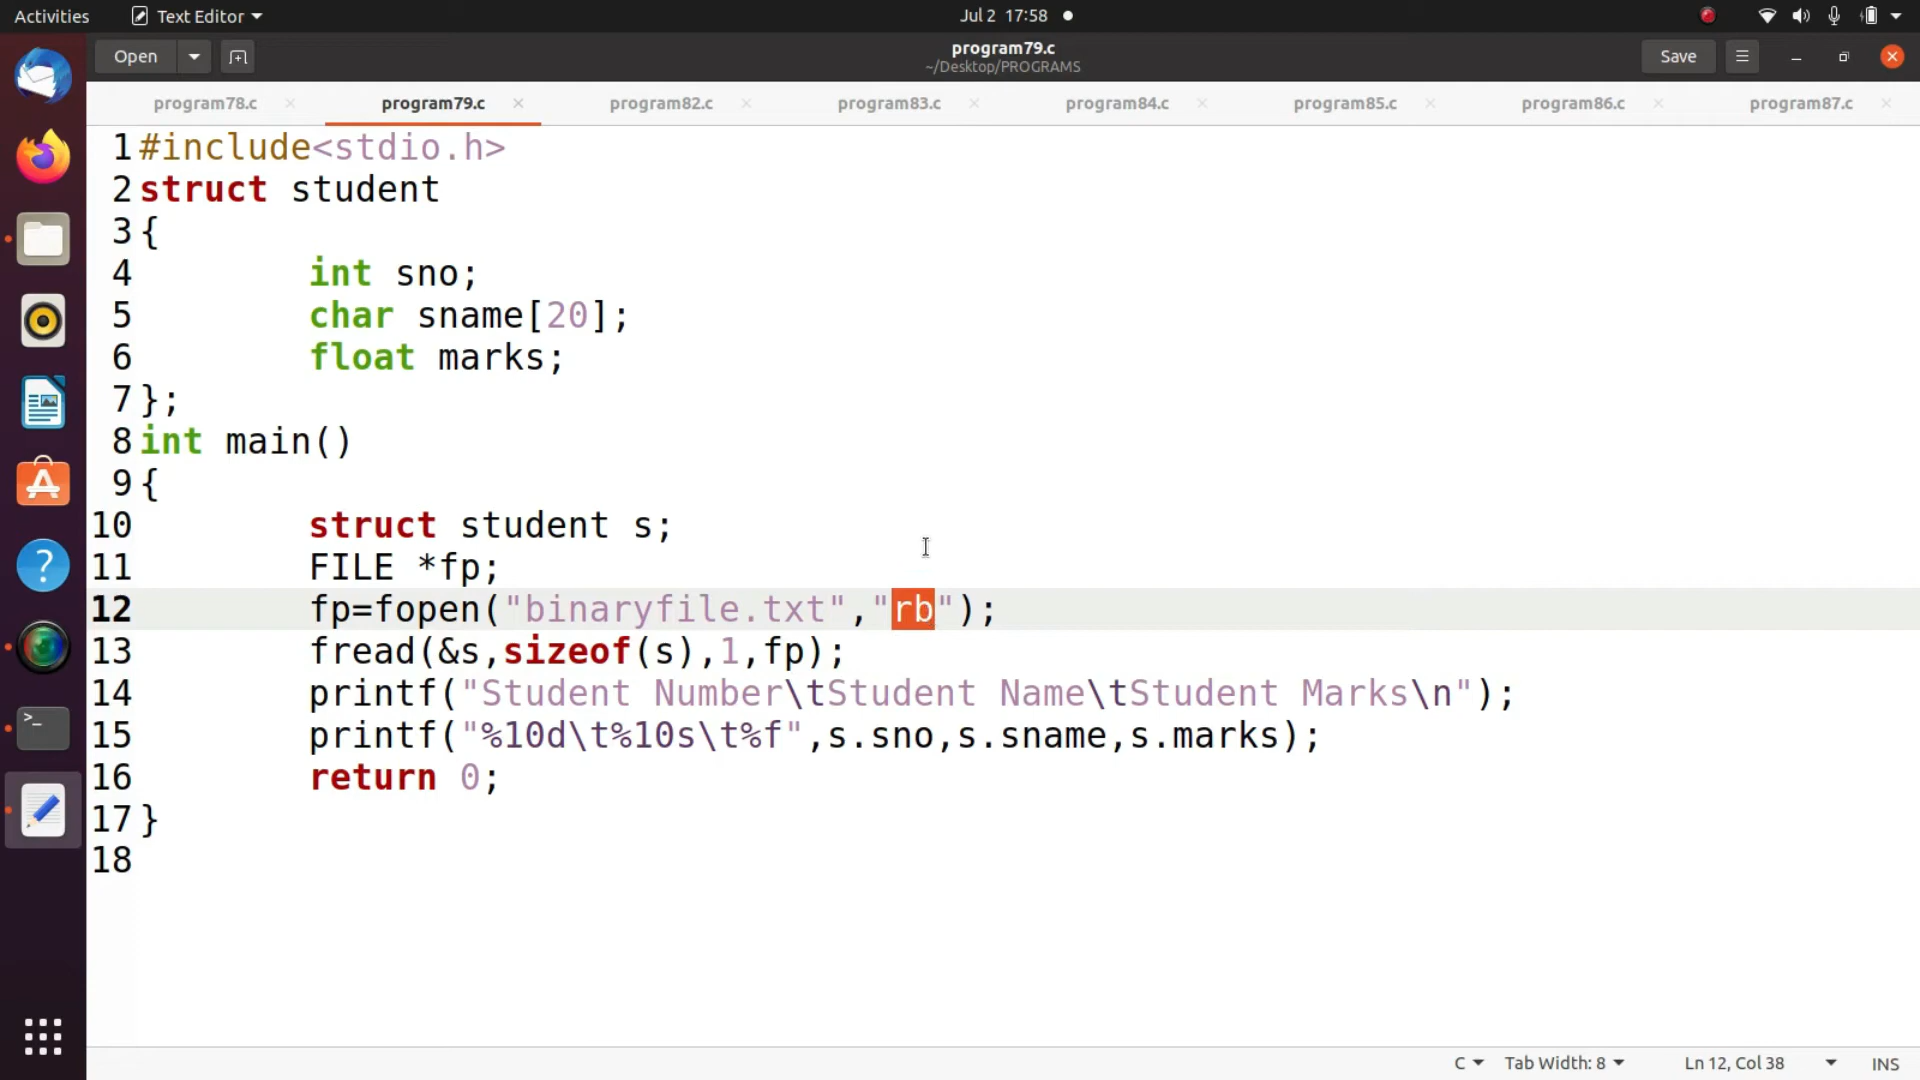 Activities Text Editor Jul 2 17:58
Open program79.c Save
~/Desktop/PROGRAMS
program78.c program79.c program82.c program83.c program84.c program85.c program86.c program87.c
1 #include<stdio.h>
2 struct student
3 {
4 int sno;
5 char sname[20];
6 float marks;
7 };
8 int main()
9 {
10 struct student s;
11 FILE *fp;
12 fp=fopen("binaryfile.txt","rb");
13 fread(&s,sizeof(s),1,fp);
14 printf("Student Number\tStudent Name\tStudent Marks\n");
15 printf("%10d\t%10s\t%f",s.sno,s.sname,s.marks);
16 return 0;
17 }
18
C Tab Width: 8 Ln 12, Col 38 INS